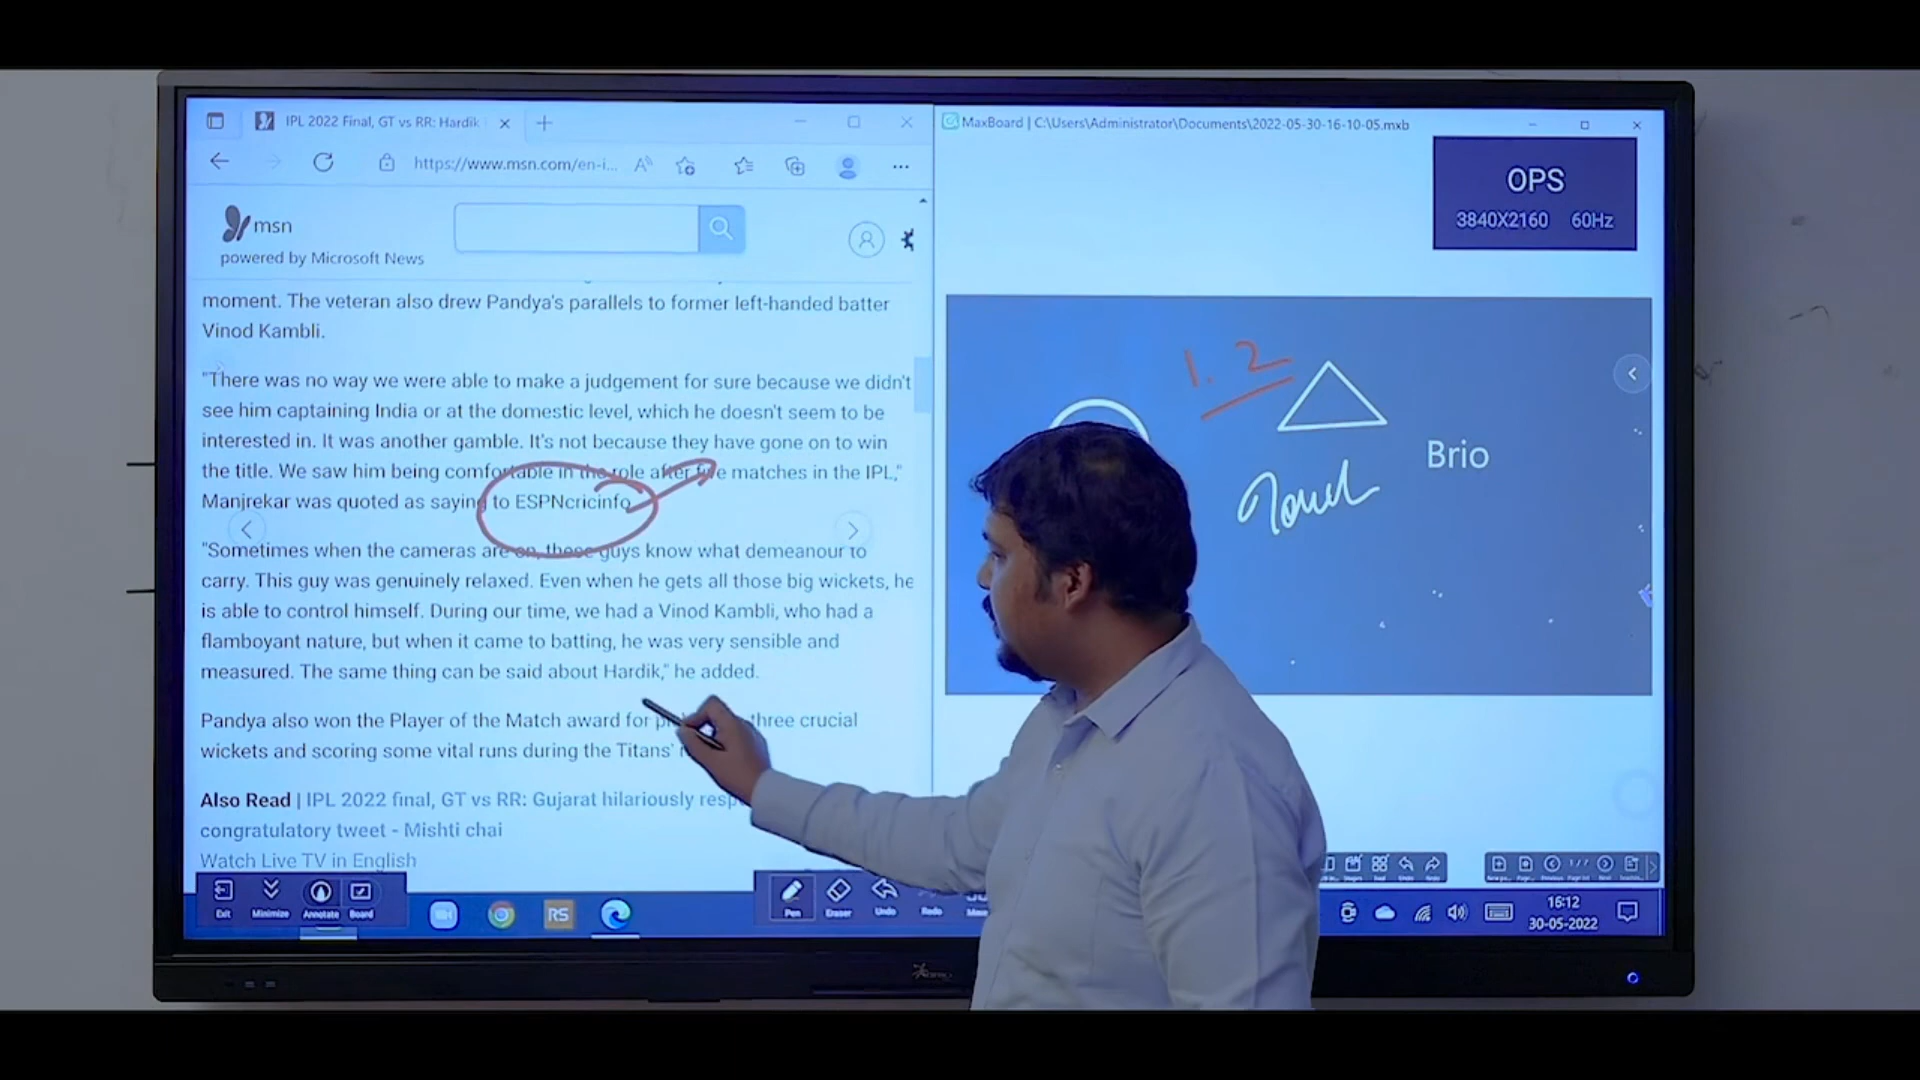 IPL 2022 Final, GT vs RR: Hardik
https://www.msn.com/en-i...
msn
powered by Microsoft News
moment. The veteran also drew Pandya's parallels to former left-handed batter
Vinod Kambli.
"There was no way we were able to make a judgement for sure because we didn't
see him captaining India or at the domestic level, which he doesn't seem to be
interested in. It was another gamble. It's not because they have gone on to win
the title. We saw him being comfortable in the role after five matches in the IPL,"
Manjrekar was quoted as saying to ESPNcricinfo
"Sometimes when the cameras are on, these guys know what demeanour to
carry. This guy was genuinely relaxed. Even when he gets all those big wickets, he
is able to control himself. During our time, we had a Vinod Kambli, who had a
flamboyant nature, but when it came to batting, he was very sensible and
measured. The same thing can be said about Hardik," he added.
Pandya also won the Player of the Match award for three crucial
wickets and scoring some vital runs during the Titans'
Also Read | IPL 2022 final, GT vs RR: Gujarat hilariously
congratulatory tweet - Mishti chai
Watch Live TV in English
Exit Minimize Annotate Board
RS
Pen Eraser Undo Redo
MaxBoard | C:\Users\Administrator\Documents\2022-05-30-16-10-05.mxb
OPS
3840X2160 60Hz
1. 2
Brio
16:12
30-05-2022